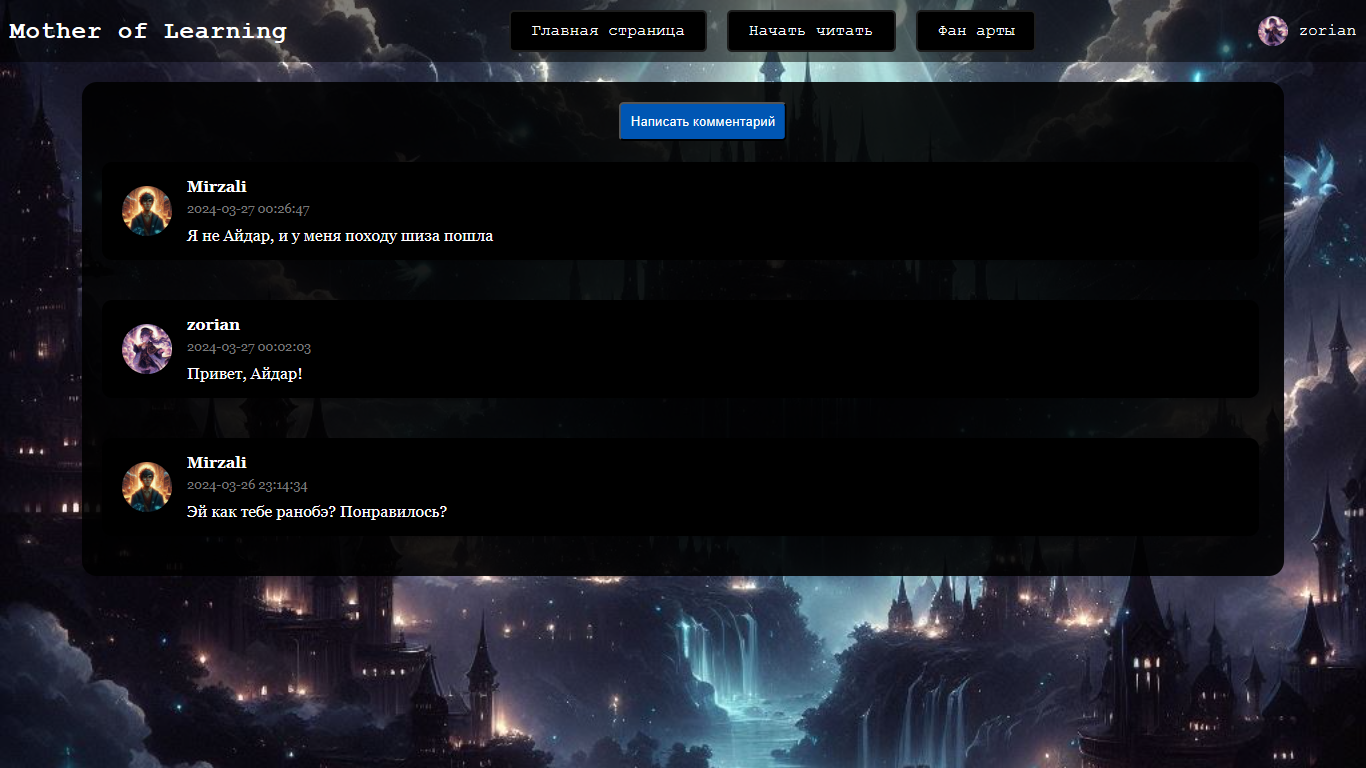 Mother of Learning
Главная страница
Начать читать
Фан арты
zorian
Написать комментарий
Mirzali
2024-03-27 00:26:47
Я не Айдар, и у меня походу шиза пошла
zorian
2024-03-27 00:02:03
Привет, Айдар!
Mirzali
2024-03-26 23:14:34
Эй как тебе ранобэ? Понравилось?